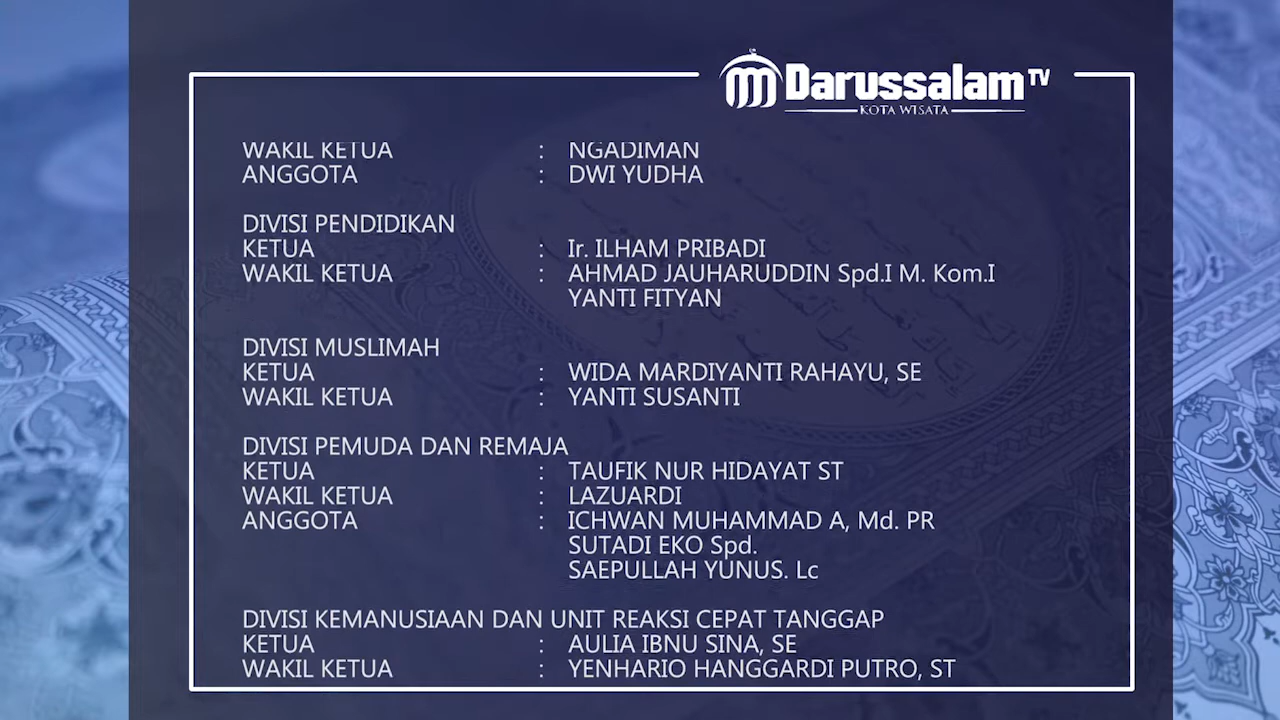 Darussalam TV
KOTA WISATA
WAKIL KETUA : NGADIMAN
ANGGOTA : DWI YUDHA
DIVISI PENDIDIKAN
KETUA : Ir. ILHAM PRIBADI
WAKIL KETUA : AHMAD JAUHARUDDIN Spd.I M. Kom.I
YANTI FITYAN
DIVISI MUSLIMAH
KETUA : WIDA MARDIYANTI RAHAYU, SE
WAKIL KETUA : YANTI SUSANTI
DIVISI PEMUDA DAN REMAJA
KETUA : TAUFIK NUR HIDAYAT ST
WAKIL KETUA : LAZUARDI
ANGGOTA : ICHWAN MUHAMMAD A, Md. PR
SUTADI EKO Spd.
SAEPULLAH YUNUS. Lc
DIVISI KEMANUSIAAN DAN UNIT REAKSI CEPAT TANGGAP
KETUA : AULIA IBNU SINA, SE
WAKIL KETUA : YENHARIO HANGGARDI PUTRO, ST